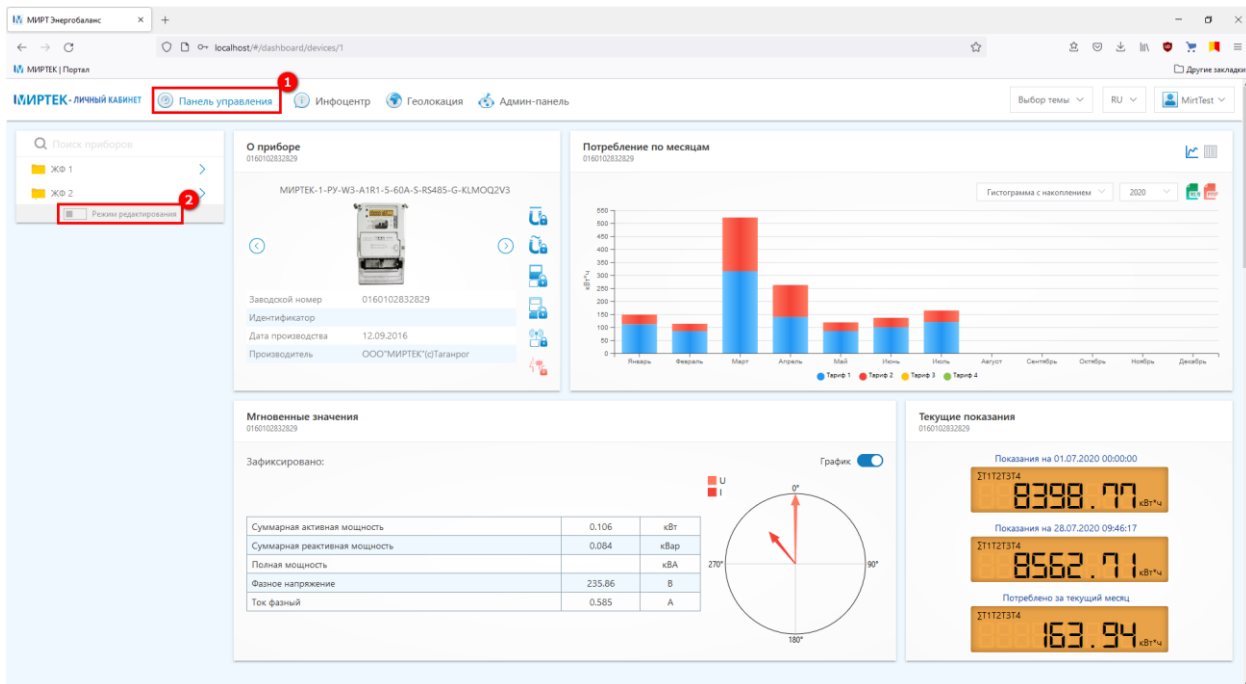 МИРТ Энергобаланс
localhost/#/dashboard/devices/1
МИРТЕК | Портал
Другие закладки
1
МИРТЕК - ЛИЧНЫЙ КАБИНЕТ
Панель управления
Инфоцентр
Геолокация
Админ-панель
Выбор темы
RU
MirtTest
Поиск приборов
ЖФ 1
ЖФ 2
2
Режим редактирования
О приборе
0160102832829
МИРТЕК-1-РУ-W3-A1R1-5-60A-S-RS485-G-KLMOQ2V3
Заводской номер 0160102832829
Идентификатор
Дата производства 12.09.2016
Производитель ООО"МИРТЕК"(с)Таганрог
Потребление по месяцам
0160102832829
Гистограмма с накоплением
2020
кВт*ч
550
500
450
400
350
300
250
200
150
100
50
0
Январь Февраль Март Апрель Май Июнь Июль Август Сентябрь Октябрь Ноябрь Декабрь
Тариф 1 Тариф 2 Тариф 3 Тариф 4
Мгновенные значения
0160102832829
Зафиксировано:
График
U
I
0°
90°
180°
270°
Суммарная активная мощность 0.106 кВт
Суммарная реактивная мощность 0.084 кВар
Полная мощность кВА
Фазное напряжение 235.86 В
Ток фазный 0.585 А
Текущие показания
0160102832829
Показания на 01.07.2020 00:00:00
ΣT1T2T3T4
8398.77 кВт*ч
Показания на 28.07.2020 09:46:17
ΣT1T2T3T4
8562.71 кВт*ч
Потреблено за текущий месяц
ΣT1T2T3T4
163.94 кВт*ч